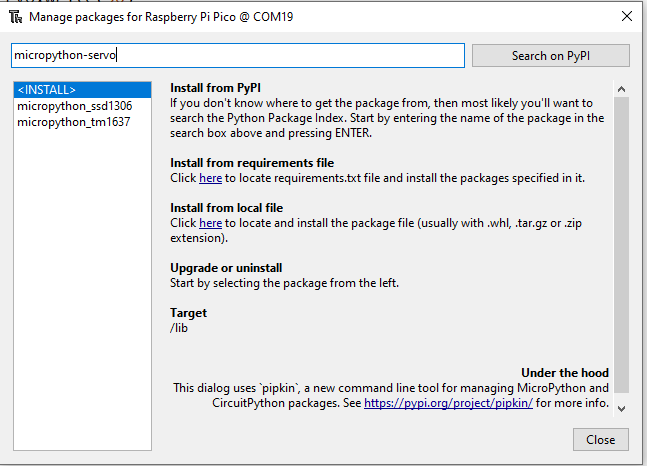 Manage packages for Raspberry Pi Pico @ COM19
micropython-servo
Search on PyPI
<INSTALL>
micropython_ssd1306
micropython_tm1637
Install from PyPI
If you don't know where to get the package from, then most likely you'll want to
search the Python Package Index. Start by entering the name of the package in the
search box above and pressing ENTER.
Install from requirements file
Click here to locate requirements.txt file and install the packages specified in it.
Install from local file
Click here to locate and install the package file (usually with .whl, .tar.gz or .zip
extension).
Upgrade or uninstall
Start by selecting the package from the left.
Target
/lib
Under the hood
This dialog uses `pipkin`, a new command line tool for managing MicroPython and
CircuitPython packages. See https://pypi.org/project/pipkin/ for more info.
Close